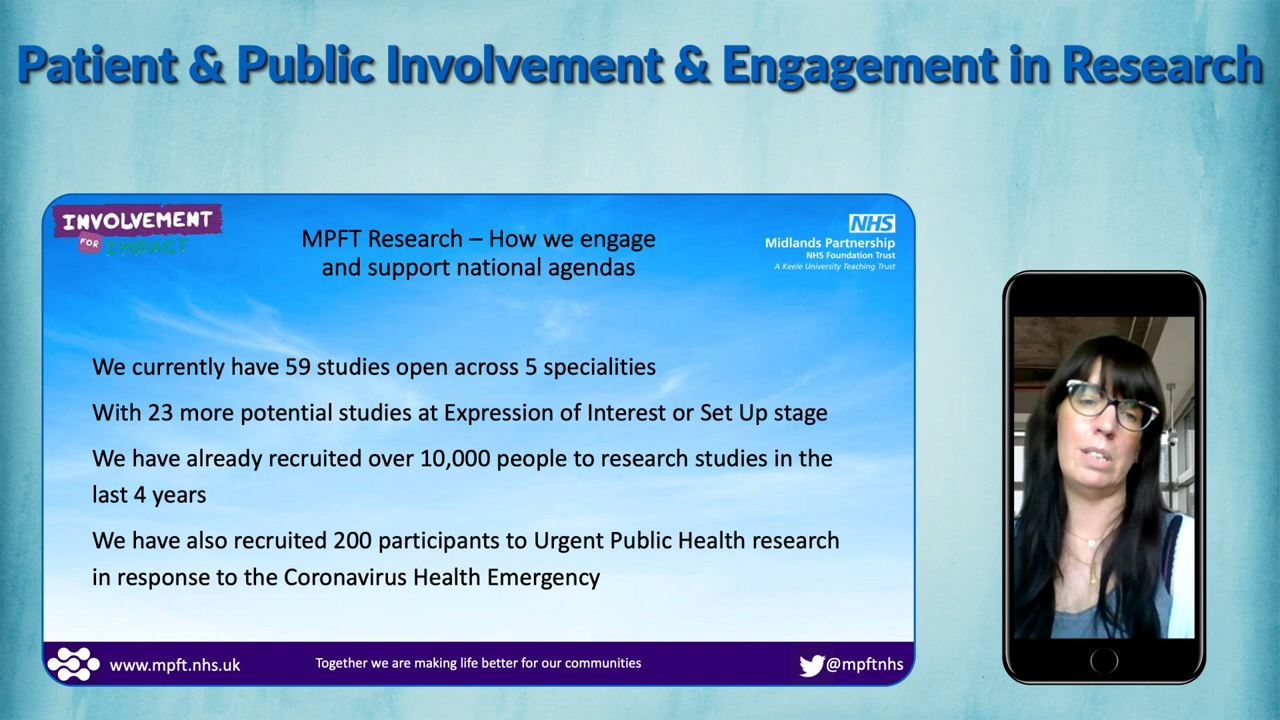 Patient & Public Involvement & Engagement in Research
INVOLVEMENT
FOR IMPACT
MPFT Research – How we engage
and support national agendas
NHS
Midlands Partnership
NHS Foundation Trust
A Keele University Teaching Trust
We currently have 59 studies open across 5 specialities
With 23 more potential studies at Expression of Interest or Set Up stage
We have already recruited over 10,000 people to research studies in the
last 4 years
We have also recruited 200 participants to Urgent Public Health research
in response to the Coronavirus Health Emergency
www.mpft.nhs.uk
Together we are making life better for our communities
@mpftnhs